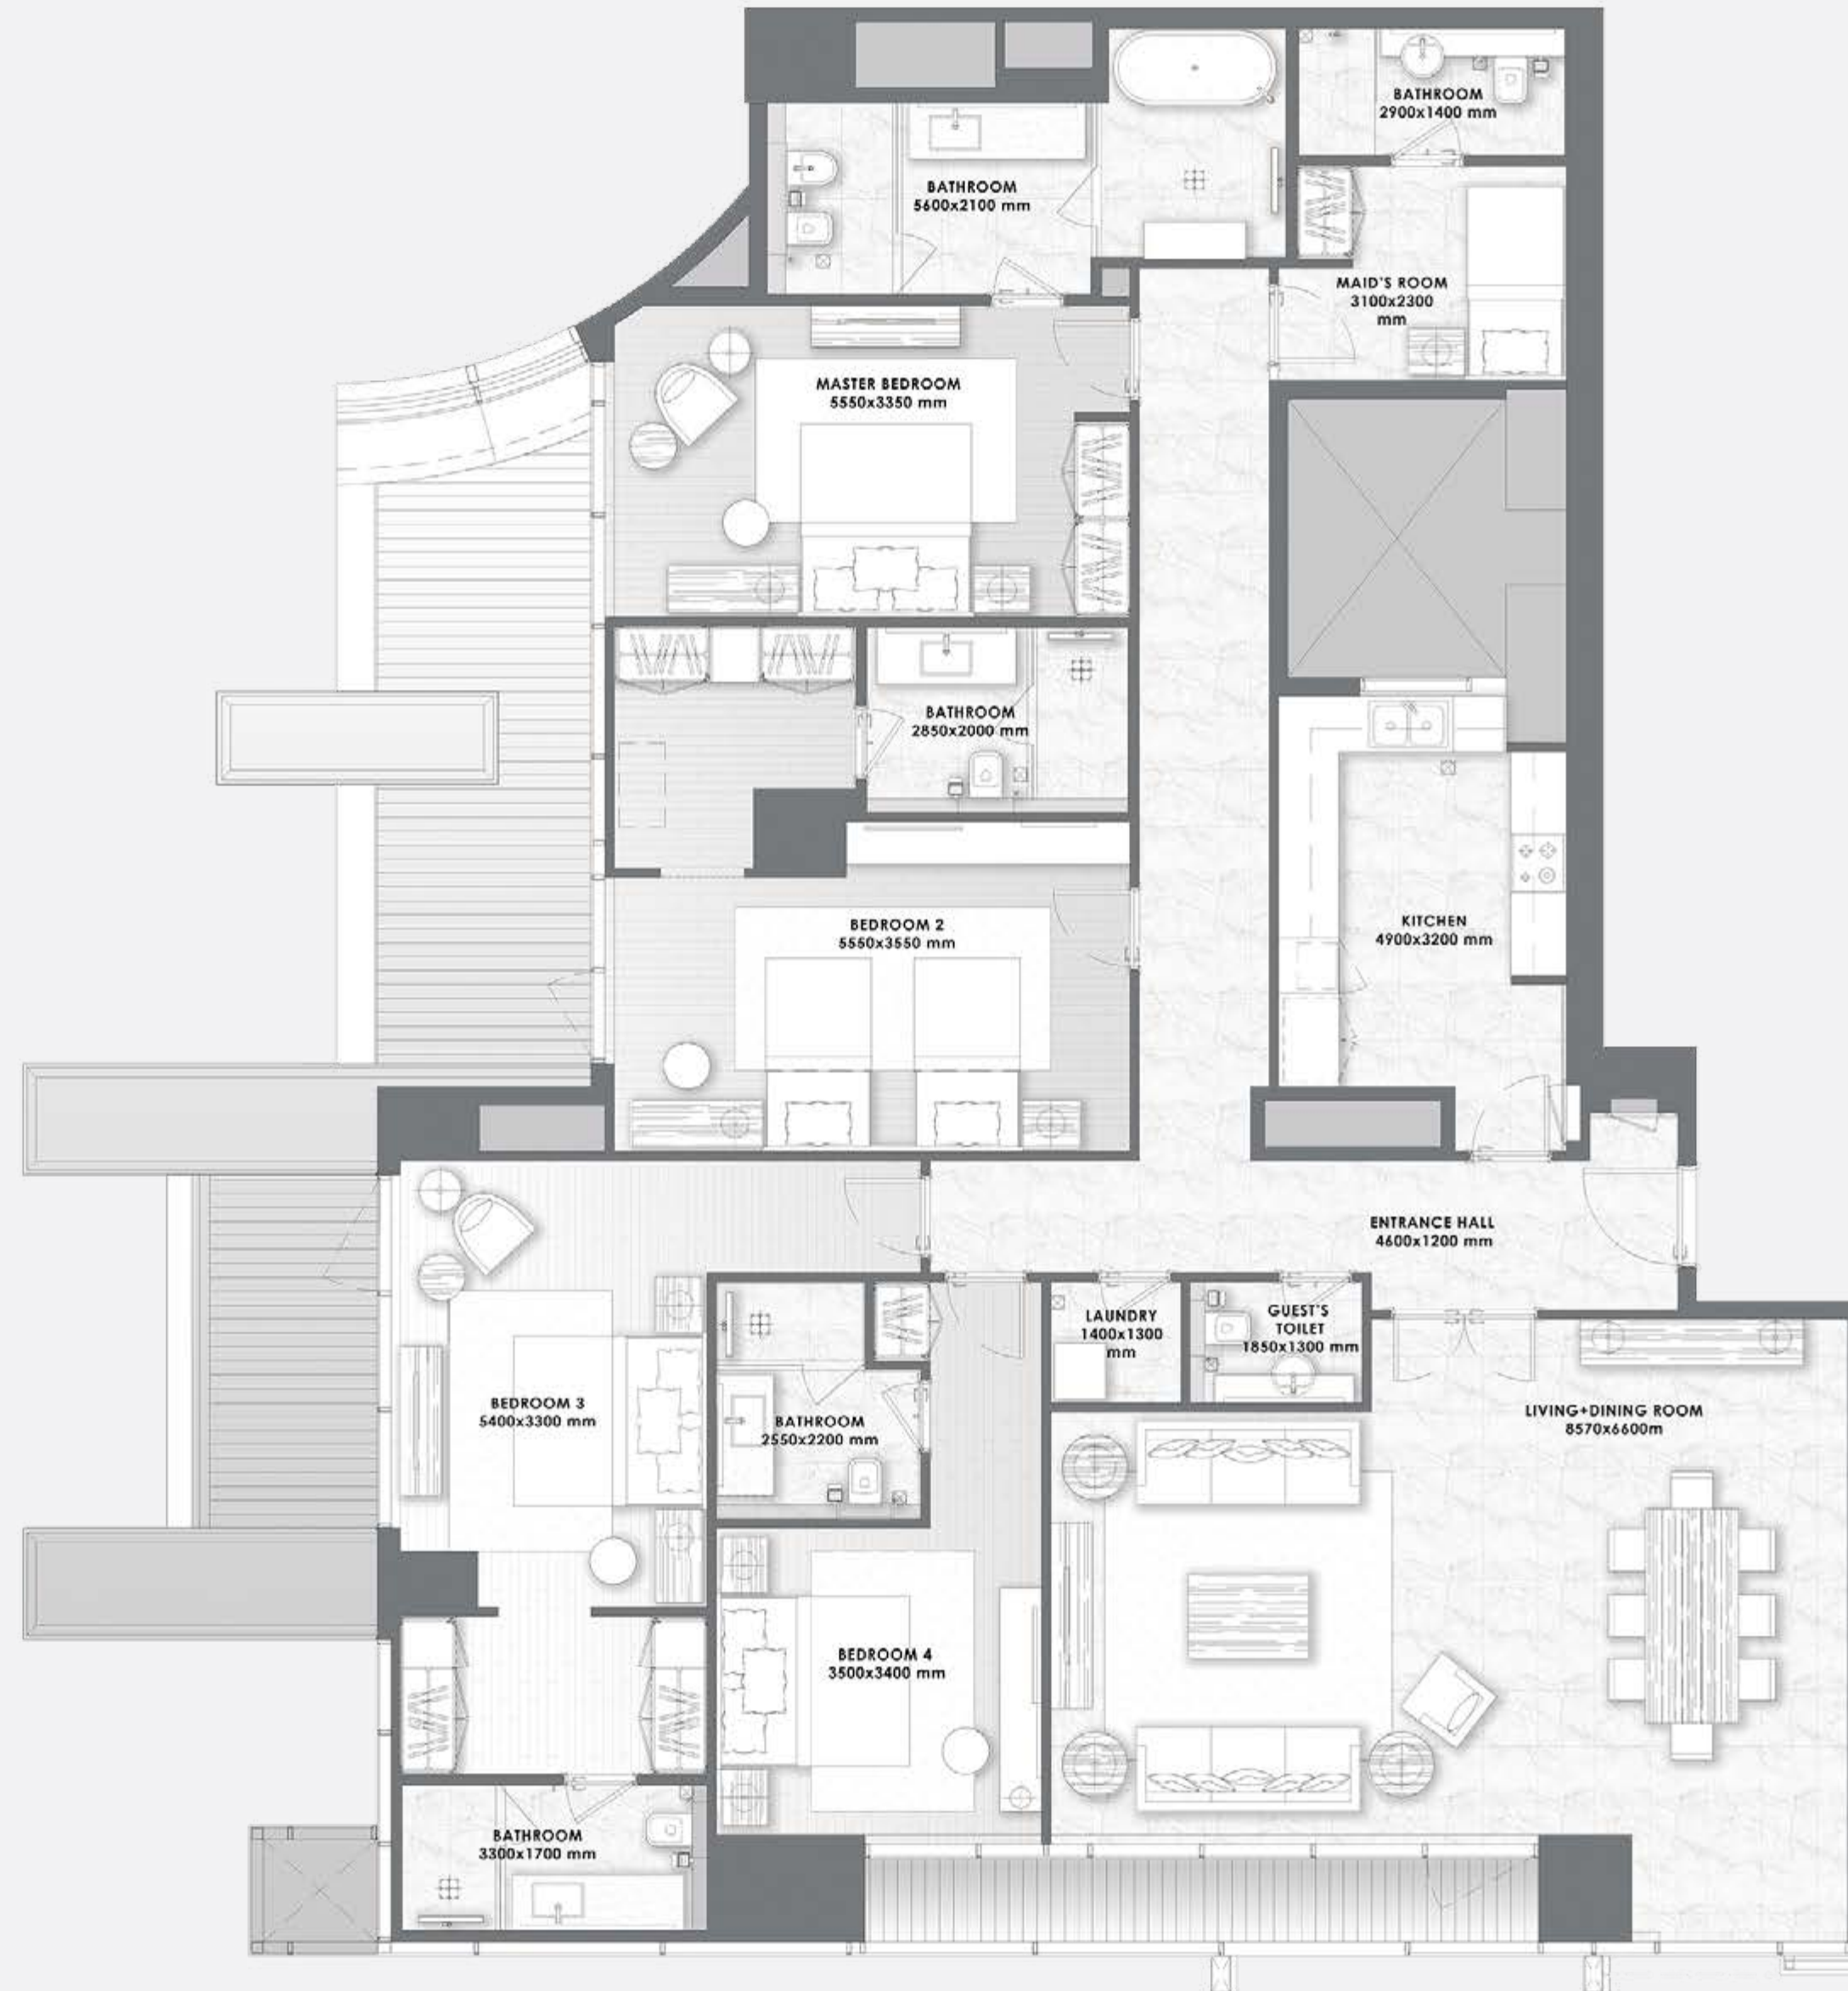 BATHROOM
2900x1400 mm
BATHROOM
5600x2100 mm
MAID'S ROOM
3100x2300
mm
MASTER BEDROOM
5550x3350 mm
BATHROOM
2850x2000 mm
BEDROOM 2
5550x3550 mm
KITCHEN
4900x3200 mm
ENTRANCE HALL
4600x1200 mm
LAUNDRY
1400x1300
mm
GUEST'S
TOILET
1850x1300 mm
BEDROOM 3
5400x3300 mm
BATHROOM
2550x2200 mm
LIVING+DINING ROOM
8570x6600m
BEDROOM 4
3500x3400 mm
BATHROOM
3300x1700 mm